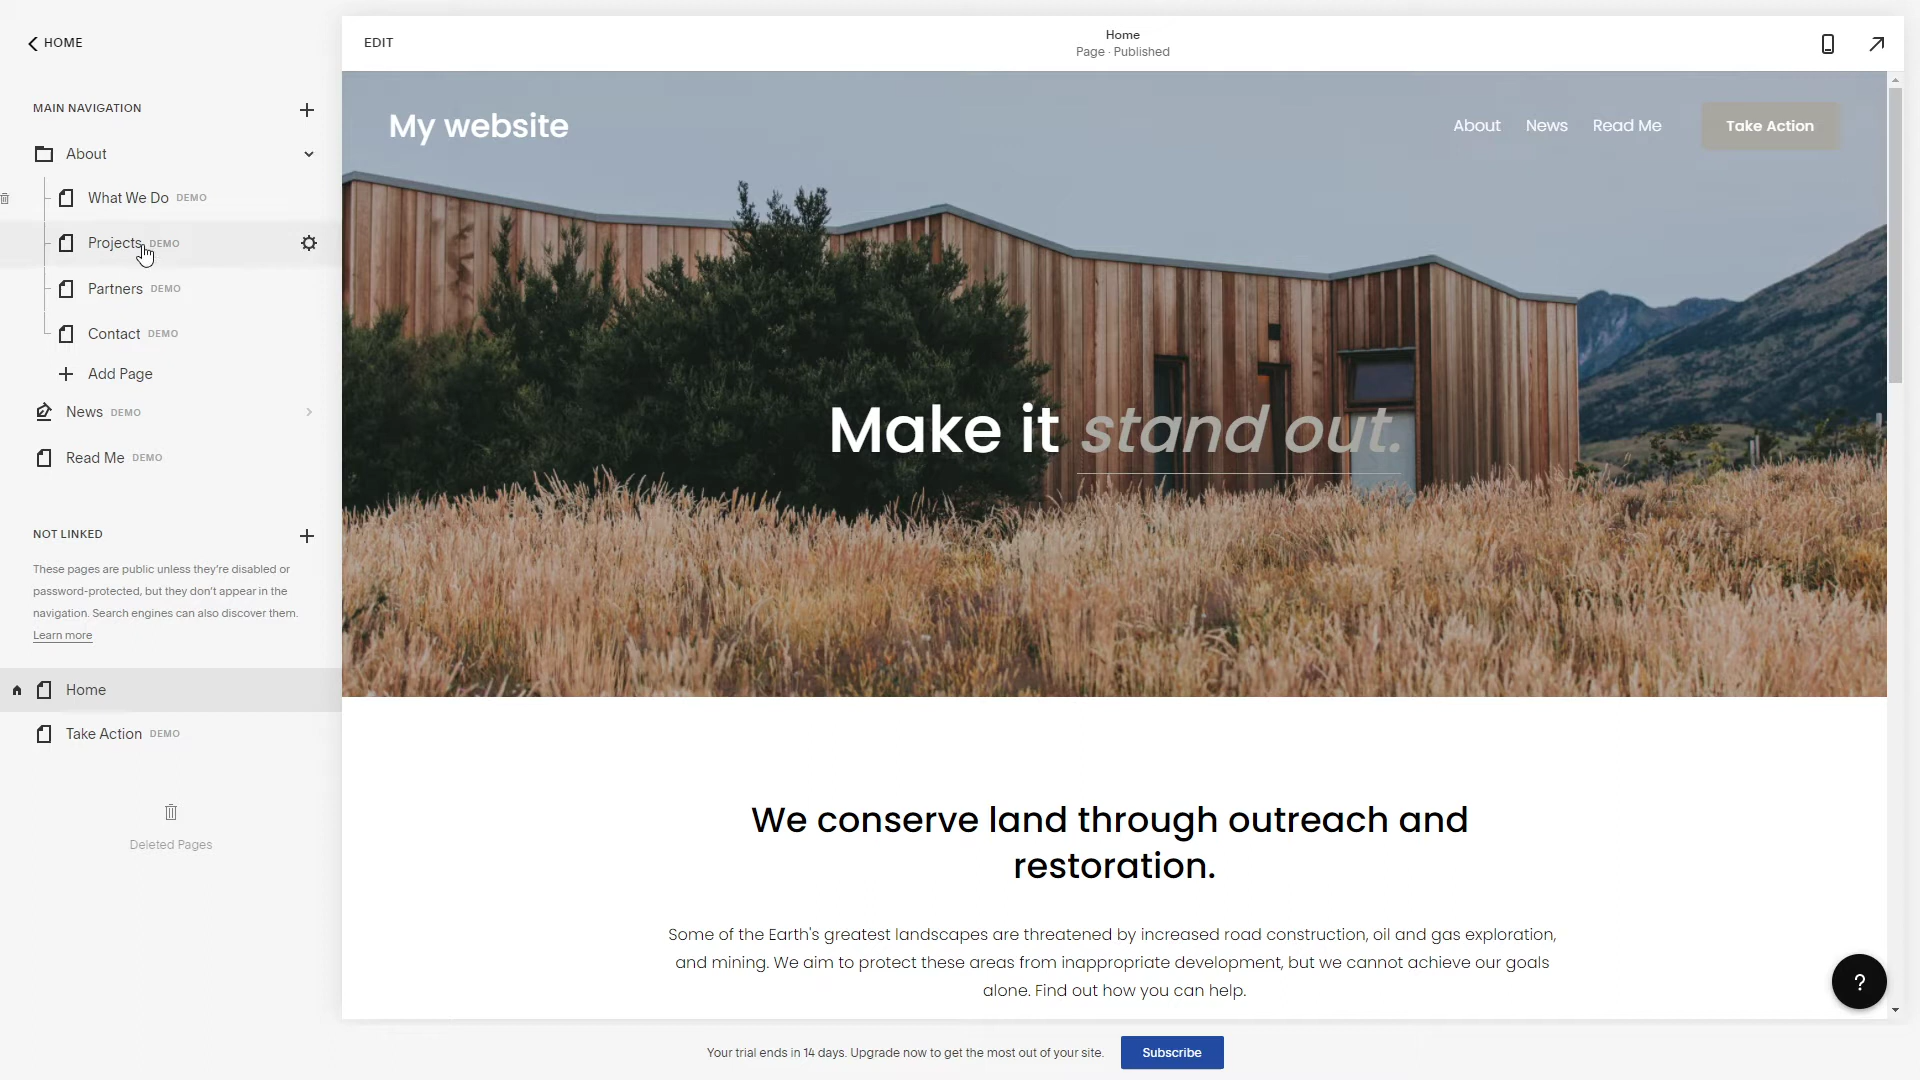 HOME
MAIN NAVIGATION
About
What We Do DEMO
Projects DEMO
Partners DEMO
Contact DEMO
Add Page
News DEMO
Read Me DEMO
NOT LINKED
These pages are public unless they're disabled or
password-protected, but they don't appear in the
navigation. Search engines can also discover them.
Learn more
Home
Take Action DEMO
Deleted Pages
EDIT
Home
Page · Published
My website
About News Read Me Take Action
Make it stand out.
We conserve land through outreach and
restoration.
Some of the Earth's greatest landscapes are threatened by increased road construction, oil and gas exploration,
and mining. We aim to protect these areas from inappropriate development, but we cannot achieve our goals
alone. Find out how you can help.
?
Your trial ends in 14 days. Upgrade now to get the most out of your site. Subscribe